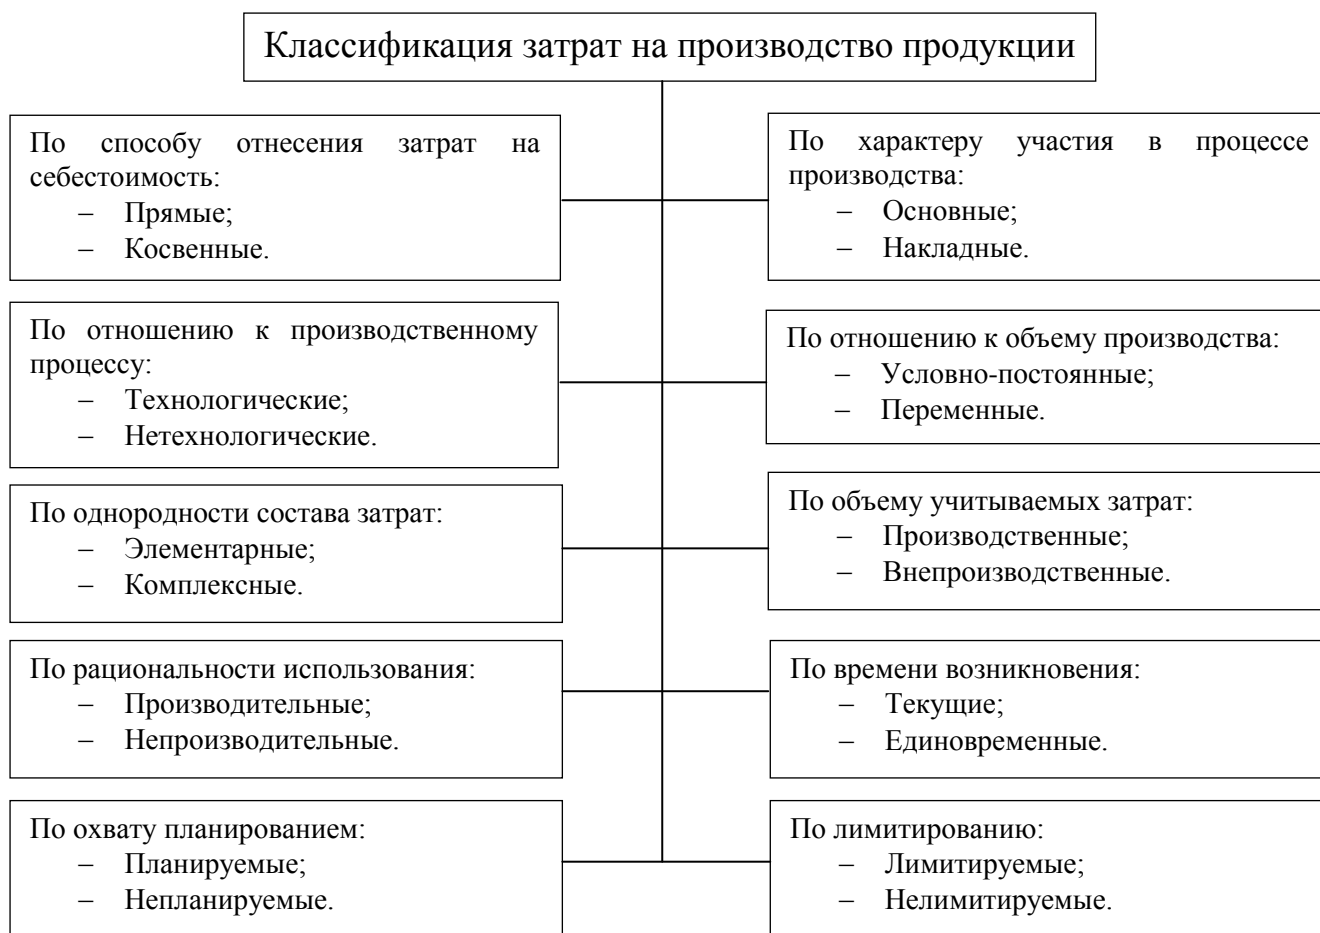 Классификация затрат на производство продукции
По способу отнесения затрат на
себестоимость:
– Прямые;
– Косвенные.
По характеру участия в процессе
производства:
– Основные;
– Накладные.
По отношению к производственному
процессу:
– Технологические;
– Нетехнологические.
По отношению к объему производства:
– Условно-постоянные;
– Переменные.
По однородности состава затрат:
– Элементарные;
– Комплексные.
По объему учитываемых затрат:
– Производственные;
– Внепроизводственные.
По рациональности использования:
– Производительные;
– Непроизводительные.
По времени возникновения:
– Текущие;
– Единовременные.
По охвату планированием:
– Планируемые;
– Непланируемые.
По лимитированию:
– Лимитируемые;
– Нелимитируемые.